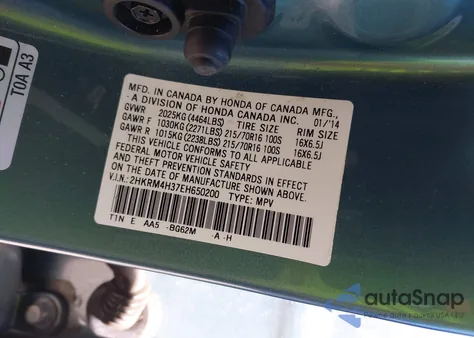 TOA A3
MFD. IN CANADA BY HONDA OF CANADA MFG.,
A DIVISION OF HONDA CANADA INC. 01/'14
GVWR 2025KG (4464LBS) TIRE SIZE RIM SIZE
GAWR F 1030KG (2271LBS) 215/70R16 100S 16X6.5J
GAWR R 1015KG (2238LBS) 215/70R16 100S 16X6.5J
THIS VEHICLE CONFORMS TO ALL APPLICABLE
FEDERAL MOTOR VEHICLE SAFETY, BUMPER,
AND THEFT PREVENTION STANDARDS IN EFFECT
ON THE DATE OF MANUFACTURE SHOWN ABOVE.
V.I.N:2HKRM4H37EH650200 TYPE: MPV
T1N E AA5 -BG62M -A -H
autoSnap